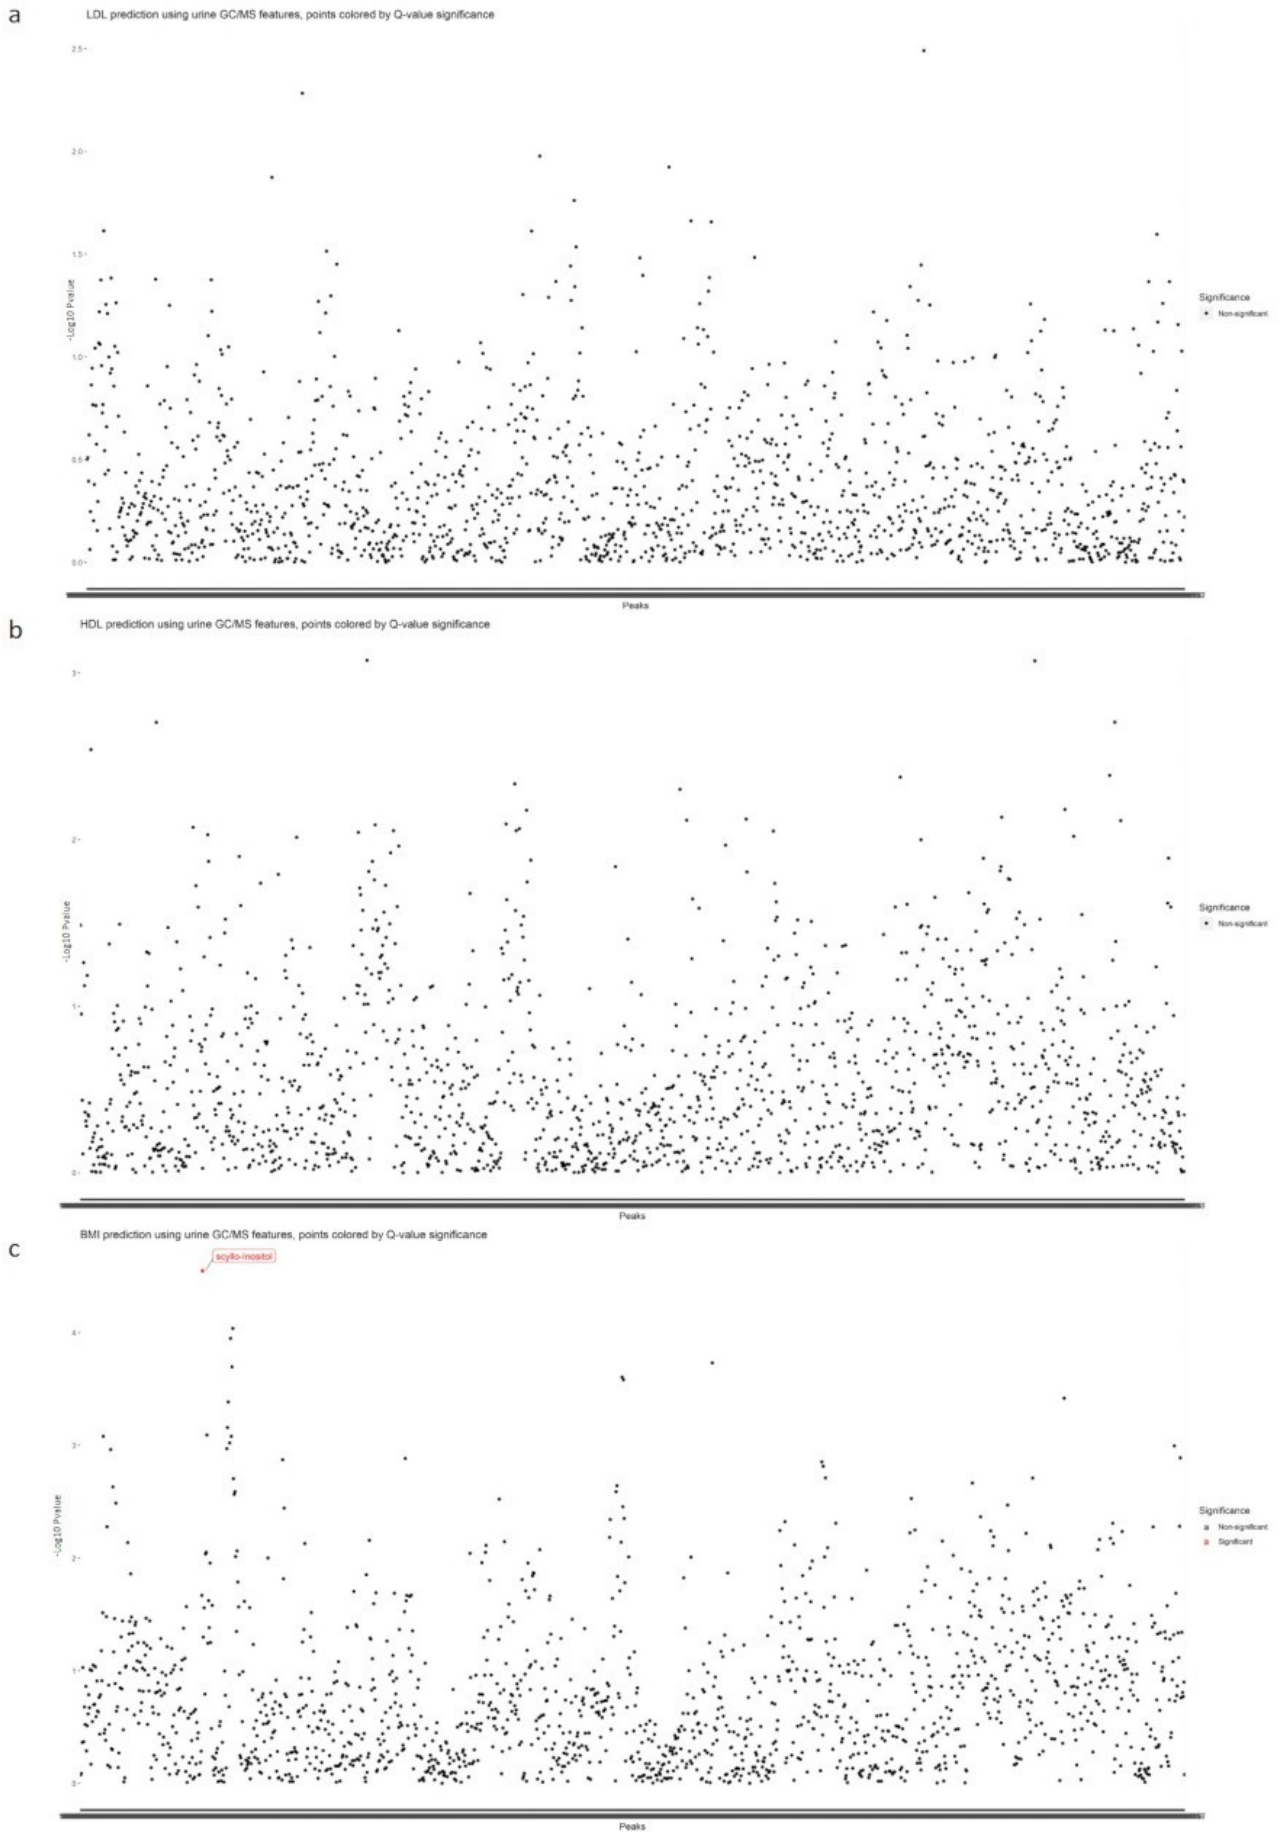 a
LDL prediction using urine GC/MS features, points colored by Q-value significance
2.5
2.0
1.5
1.0
0.5
0.0
-Log10 Pvalue
Peaks
Significance
Non-significant
b
HDL prediction using urine GC/MS features, points colored by Q-value significance
3
2
1
0
-Log10 Pvalue
Peaks
Significance
Non-significant
c
BMI prediction using urine GC/MS features, points colored by Q-value significance
scyllo-inositol
4
3
2
1
0
-Log10 Pvalue
Peaks
Significance
Non-significant
Significant